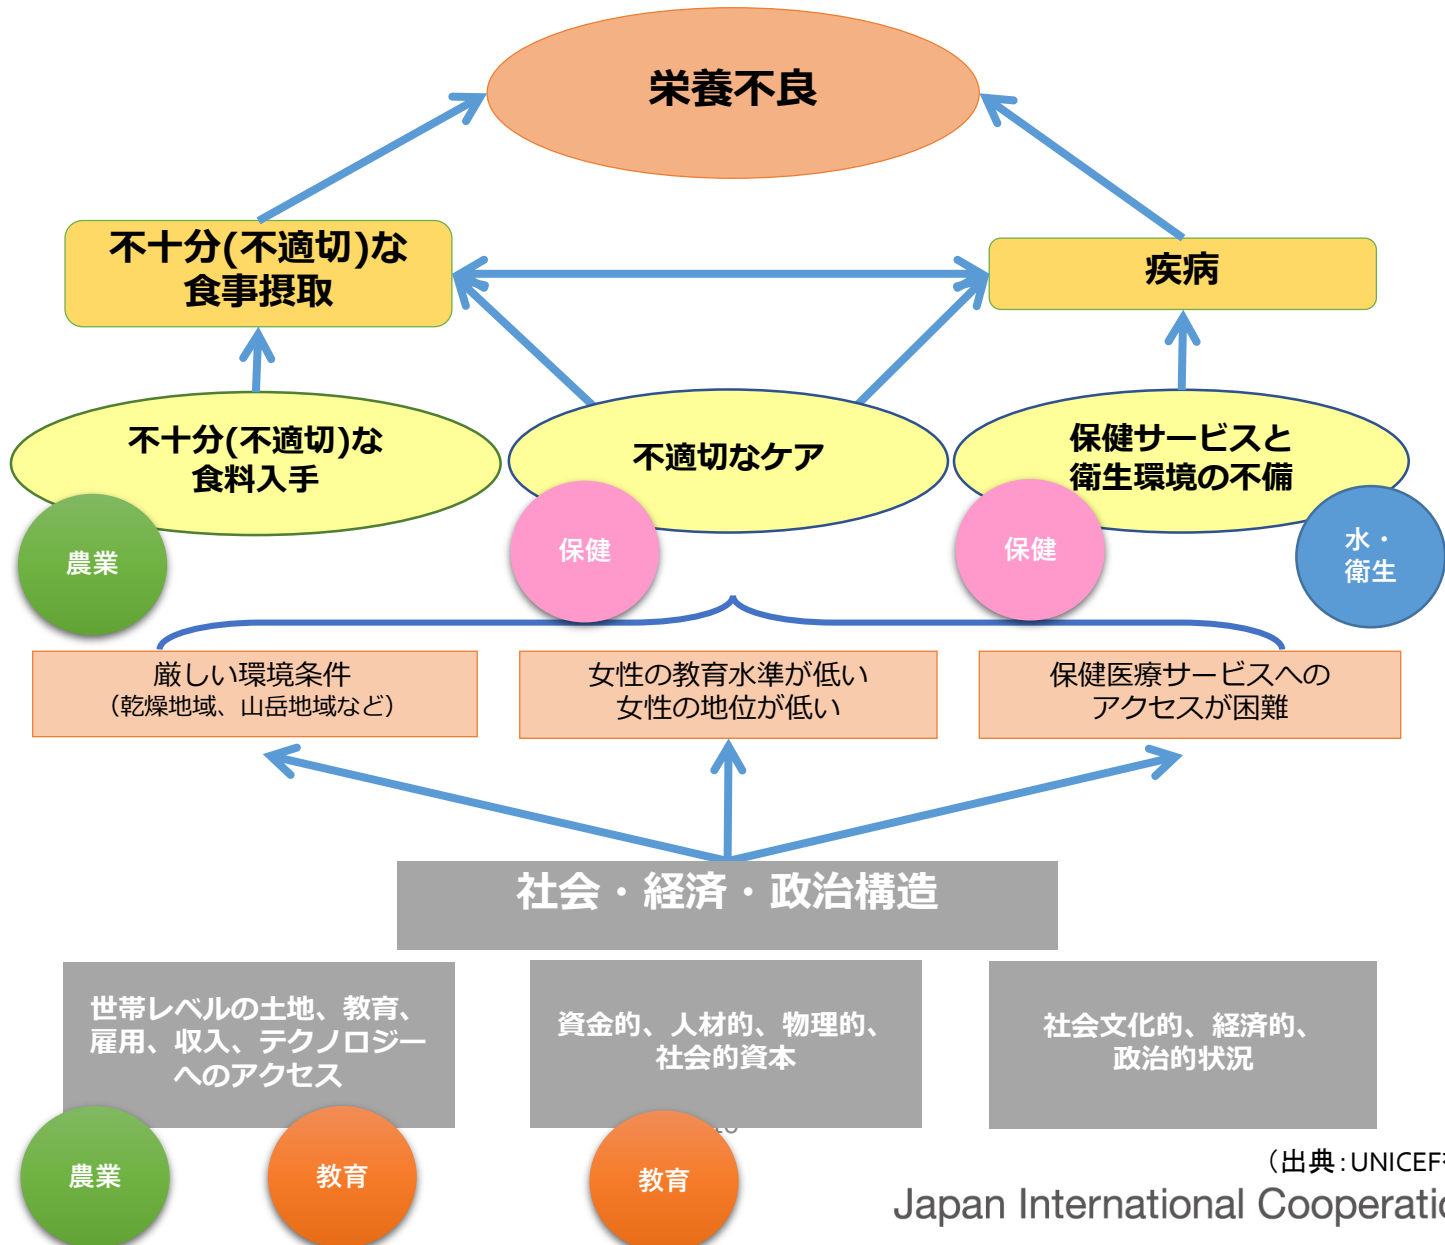 栄養不良
不十分(不適切)な
食事摂取
疾病
不十分(不適切)な
食料入手
不適切なケア
保健サービスと
衛生環境の不備
農業
保健
保健
水・
衛生
厳しい環境条件
（乾燥地域、山岳地域など）
女性の教育水準が低い
女性の地位が低い
保健医療サービスへの
アクセスが困難
社会・経済・政治構造
世帯レベルの土地、教育、
雇用、収入、テクノロジー
へのアクセス
資金的、人材的、物理的、
社会的資本
社会文化的、経済的、
政治的状況
農業
教育
教育
（出典：UNICEF
Japan International Cooperatio